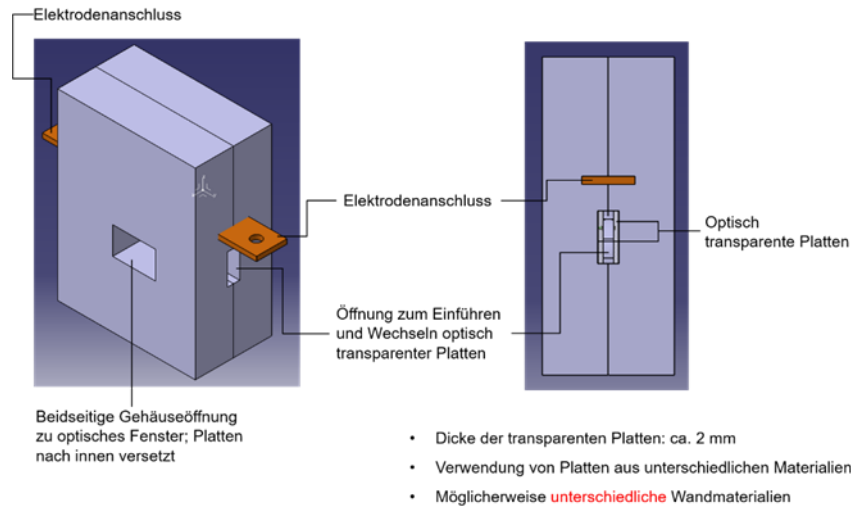 Elektrodenanschluss
Elektrodenanschluss
Optisch
transparente Platten
Öffnung zum Einführen
und Wechseln optisch
transparenter Platten
Beidseitige Gehäuseöffnung
zu optisches Fenster; Platten
nach innen versetzt
• Dicke der transparenten Platten: ca. 2 mm
• Verwendung von Platten aus unterschiedlichen Materialien
• Möglicherweise unterschiedliche Wandmaterialien